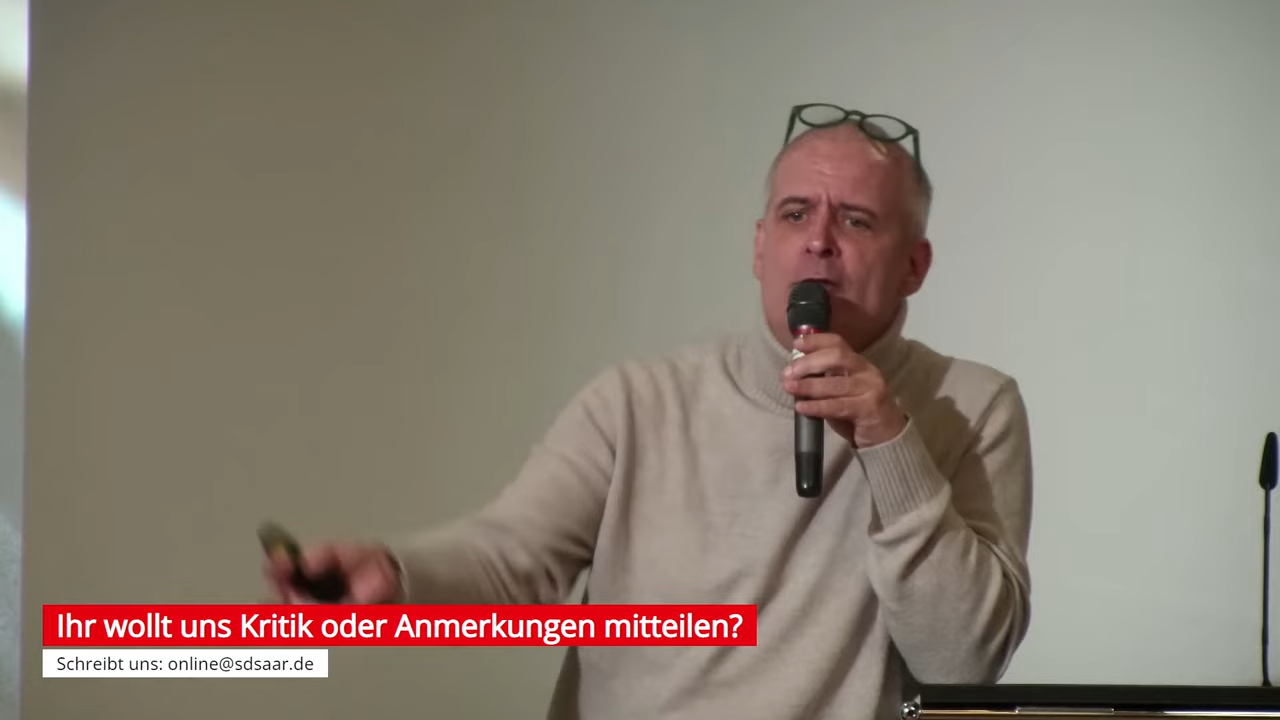 Ihr wollt uns Kritik oder Anmerkungen mitteilen?
Schreibt uns: online@sdsaar.de